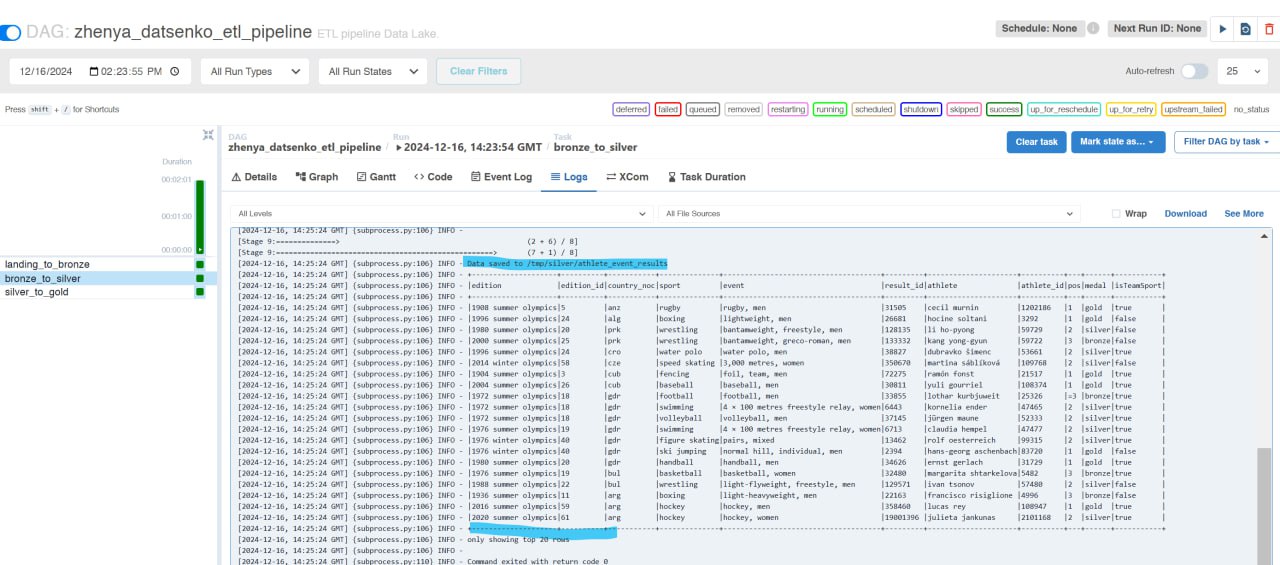 DAG: zhenya_datsenko_etl_pipeline ETL pipeline Data Lake.
Schedule: None
Next Run ID: None
12/16/2024 02:23:55 PM
All Run Types
All Run States
Clear Filters
Auto-refresh
25
Press shift + / for Shortcuts
deferred failed queued removed restarting running scheduled shutdown skipped success up_for_reschedule up_for_retry upstream_failed no_status
Duration
00:02:01
00:01:00
00:00:00
landing_to_bronze
bronze_to_silver
silver_to_gold
DAG Run Task
zhenya_datsenko_etl_pipeline / 2024-12-16, 14:23:54 GMT / bronze_to_silver
Clear task
Mark state as...
Filter DAG by task
Details Graph Gantt Code Event Log Logs XCom Task Duration
All Levels
All File Sources
Wrap
Download
See More
[2024-12-16, 14:25:24 GMT] {subprocess.py:106} INFO -
[Stage 9:==============> (2 + 6) / 8]
[Stage 9:===================================================> (7 + 1) / 8]
[2024-12-16, 14:25:24 GMT] {subprocess.py:106} INFO - Data saved to /tmp/silver/athlete_event_results
[2024-12-16, 14:25:24 GMT] {subprocess.py:106} INFO - +--------------------+----------+-----------+-------------+------------------------------------+---------+---------------------+----------+---+------+-----------+
[2024-12-16, 14:25:24 GMT] {subprocess.py:106} INFO - |edition |edition_id|country_noc|sport |event |result_id|athlete |athlete_id|pos|medal |isTeamSport|
[2024-12-16, 14:25:24 GMT] {subprocess.py:106} INFO - +--------------------+----------+-----------+-------------+------------------------------------+---------+---------------------+----------+---+------+-----------+
[2024-12-16, 14:25:24 GMT] {subprocess.py:106} INFO - |1908 summer olympics|5 |anz |rugby |rugby, men |31505 |cecil murnin |1202186 |1 |gold |true |
[2024-12-16, 14:25:24 GMT] {subprocess.py:106} INFO - |1996 summer olympics|24 |alg |boxing |lightweight, men |26681 |hocine soltani |3292 |1 |gold |false |
[2024-12-16, 14:25:24 GMT] {subprocess.py:106} INFO - |1980 summer olympics|20 |prk |wrestling |bantamweight, freestyle, men |128135 |li ho-pyong |59729 |2 |silver|false |
[2024-12-16, 14:25:24 GMT] {subprocess.py:106} INFO - |2000 summer olympics|25 |prk |wrestling |bantamweight, greco-roman, men |133332 |kang yong-gyun |59722 |3 |bronze|false |
[2024-12-16, 14:25:24 GMT] {subprocess.py:106} INFO - |1996 summer olympics|24 |cro |water polo |water polo, men |38827 |dubravko šimenc |53661 |2 |silver|true |
[2024-12-16, 14:25:24 GMT] {subprocess.py:106} INFO - |2014 winter olympics|58 |cze |speed skating |3,000 metres, women |350670 |martina sáblíková |109768 |2 |silver|false |
[2024-12-16, 14:25:24 GMT] {subprocess.py:106} INFO - |1904 summer olympics|3 |cub |fencing |foil, team, men |72275 |ramón fonst |21517 |1 |gold |true |
[2024-12-16, 14:25:24 GMT] {subprocess.py:106} INFO - |2004 summer olympics|26 |cub |baseball |baseball, men |30811 |yuli gourriel |108374 |1 |gold |true |
[2024-12-16, 14:25:24 GMT] {subprocess.py:106} INFO - |1972 summer olympics|18 |gdr |football |football, men |33855 |lothar kurbjuweit |25326 |=3 |bronze|true |
[2024-12-16, 14:25:24 GMT] {subprocess.py:106} INFO - |1972 summer olympics|18 |gdr |swimming |4 × 100 metres freestyle relay, women|6443 |kornelia ender |47465 |2 |silver|true |
[2024-12-16, 14:25:24 GMT] {subprocess.py:106} INFO - |1972 summer olympics|18 |gdr |volleyball |volleyball, men |37145 |jürgen maune |52333 |2 |silver|true |
[2024-12-16, 14:25:24 GMT] {subprocess.py:106} INFO - |1976 summer olympics|19 |gdr |swimming |4 × 100 metres freestyle relay, women|6713 |claudia hempel |47477 |2 |silver|true |
[2024-12-16, 14:25:24 GMT] {subprocess.py:106} INFO - |1976 winter olympics|40 |gdr |figure skating|pairs, mixed |13462 |rolf oesterreich |99315 |2 |silver|true |
[2024-12-16, 14:25:24 GMT] {subprocess.py:106} INFO - |1976 winter olympics|40 |gdr |ski jumping |normal hill, individual, men |2394 |hans-georg aschenbach|83720 |1 |gold |false |
[2024-12-16, 14:25:24 GMT] {subprocess.py:106} INFO - |1980 summer olympics|20 |gdr |handball |handball, men |34626 |ernst gerlach |31729 |1 |gold |true |
[2024-12-16, 14:25:24 GMT] {subprocess.py:106} INFO - |1976 summer olympics|19 |bul |basketball |basketball, women |32480 |margarita shtarkelova|5482 |3 |bronze|true |
[2024-12-16, 14:25:24 GMT] {subprocess.py:106} INFO - |1988 summer olympics|22 |bul |wrestling |light-flyweight, freestyle, men |129571 |ivan tsonov |57480 |2 |silver|false |
[2024-12-16, 14:25:24 GMT] {subprocess.py:106} INFO - |1936 summer olympics|11 |arg |boxing |light-heavyweight, men |22163 |francisco risiglione |4996 |3 |bronze|false |
[2024-12-16, 14:25:24 GMT] {subprocess.py:106} INFO - |2016 summer olympics|59 |arg |hockey |hockey, men |358460 |lucas rey |108947 |1 |gold |true |
[2024-12-16, 14:25:24 GMT] {subprocess.py:106} INFO - |2020 summer olympics|61 |arg |hockey |hockey, women |19001396 |julieta jankunas |2101168 |2 |silver|true |
[2024-12-16, 14:25:24 GMT] {subprocess.py:106} INFO - +--------------------+----------+-----------+-------------+------------------------------------+---------+---------------------+----------+---+------+-----------+
[2024-12-16, 14:25:24 GMT] {subprocess.py:106} INFO - only showing top 20 rows
[2024-12-16, 14:25:24 GMT] {subprocess.py:106} INFO -
[2024-12-16, 14:25:24 GMT] {subprocess.py:110} INFO - Command exited with return code 0